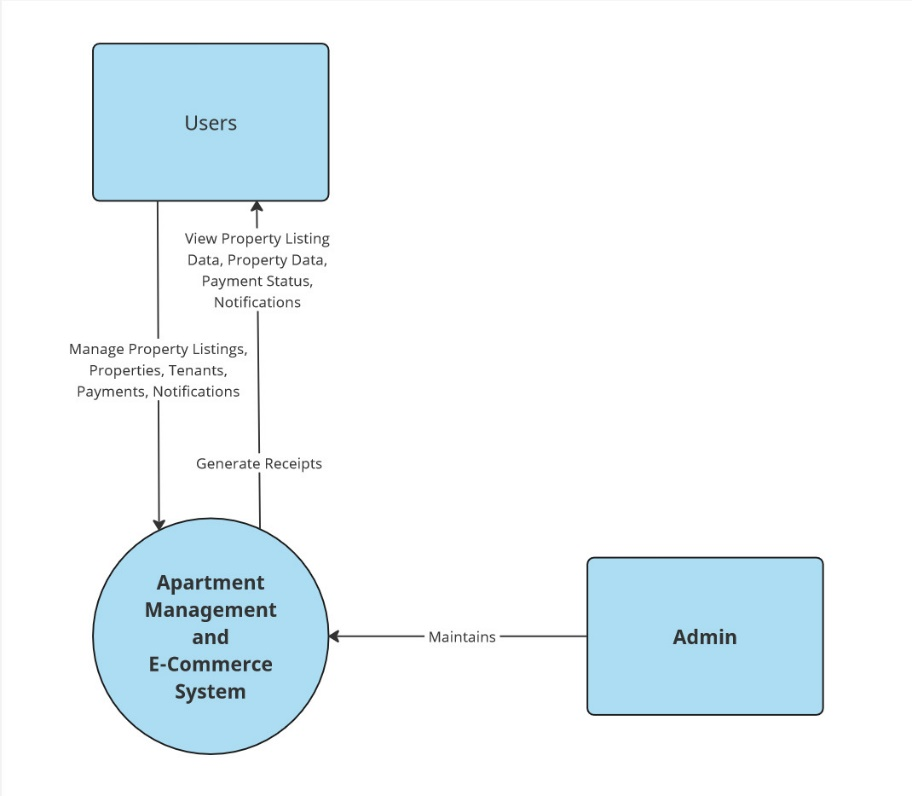 Users
View Property Listing
Data, Property Data,
Payment Status,
Notifications
Manage Property Listings,
Properties, Tenants,
Payments, Notifications
Generate Receipts
Apartment
Management
and
E-Commerce
System
Maintains
Admin